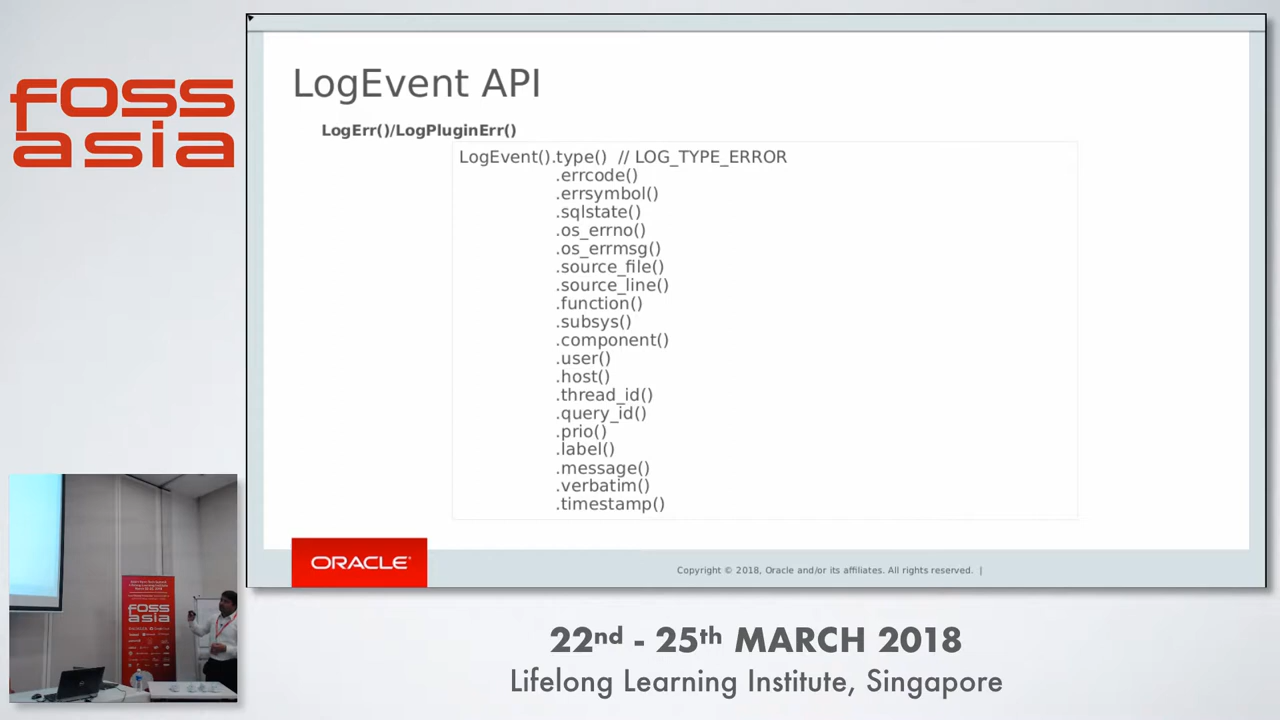 foss
asia
LogEvent API
LogErr()/LogPluginErr()
LogEvent().type() // LOG_TYPE_ERROR
.errcode()
.errsymbol()
.sqlstate()
.os_errno()
.os_errmsg()
.source_file()
.source_line()
.function()
.subsys()
.component()
.user()
.host()
.thread_id()
.query_id()
.prio()
.label()
.message()
.verbatim()
.timestamp()
ORACLE®
Copyright © 2018, Oracle and/or its affiliates. All rights reserved. |
foss
asia
22nd - 25th MARCH 2018
Lifelong Learning Institute, Singapore